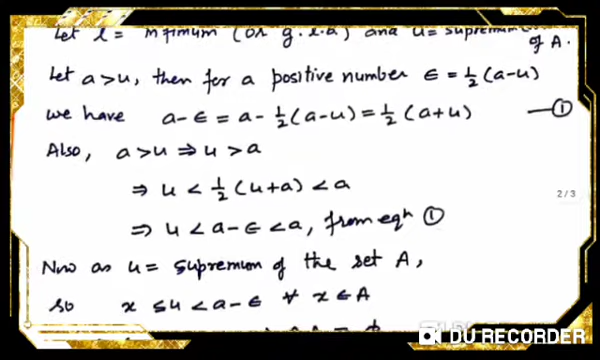 Let l = infimum (or g.l.b) and u = supremum
of A.
Let a>u, then for a positive number ϵ = ½(a-u)
we have a-ϵ = a-½(a-u) = ½(a+u) —①
Also, a>u ⇒ u>a
⇒ u < ½(u+a) < a
2/3
⇒ u < a-ϵ < a, from eqn ①
Now as u = supremum of the set A,
so x ≤ u < a-ϵ ∀ x ∈ A
DU RECORDER